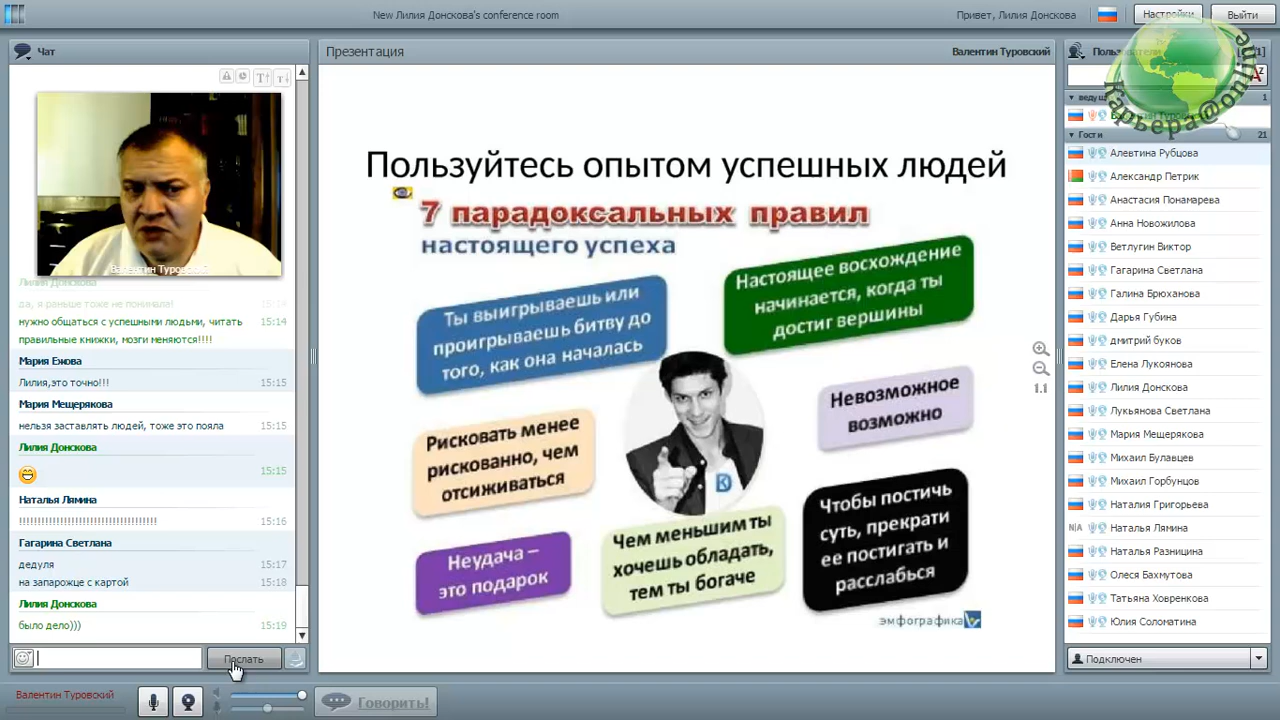 New Лилия Донскова's conference room
Привет, Лилия Донскова
Настройки
Выйти
Чат
Валентин Туровский
Лилия Донскова
да, я раньше тоже не понимала!
15:14
нужно общаться с успешными людьми, читать
15:14
правильные книжки, мозги меняются!!!!
Мария Енова
Лилия,это точно!!!
15:15
Мария Мещерякова
нельзя заставлять людей, тоже это пояла
15:15
Лилия Донскова
15:15
Наталья Лямина
!!!!!!!!!!!!!!!!!!!!!!!!!!!!!!!!!!!!!
15:16
Гагарина Светлана
дедуля
15:17
на запарожце с картой
15:18
Лилия Донскова
было дело)))
15:19
Послать
Валентин Туровский
Говорить!
Презентация
Валентин Туровский
Пользуйтесь опытом успешных людей
7 парадоксальных правил
настоящего успеха
Ты выигрываешь или
проигрываешь битву до
того, как она началась
Настоящее восхождение
начинается, когда ты
достиг вершины
Невозможное
возможно
Рисковать менее
рискованно, чем
отсиживаться
Чтобы постичь
суть, прекрати
ее постигать и
расслабься
Неудача –
это подарок
Чем меньшим ты
хочешь обладать,
тем ты богаче
эмфографика
1.1
Карьера@online
1
Гости
21
Алевтина Рубцова
Александр Петрик
Анастасия Понамарева
Анна Новожилова
Ветлугин Виктор
Гагарина Светлана
Галина Брюханова
Дарья Губина
дмитрий буков
Елена Лукоянова
Лилия Донскова
Лукьянова Светлана
Мария Мещерякова
Михаил Булавцев
Михаил Горбунцов
Наталия Григорьева
N/A Наталья Лямина
Наталья Разницина
Олеся Бахмутова
Татьяна Ховренкова
Юлия Соломатина
Подключен